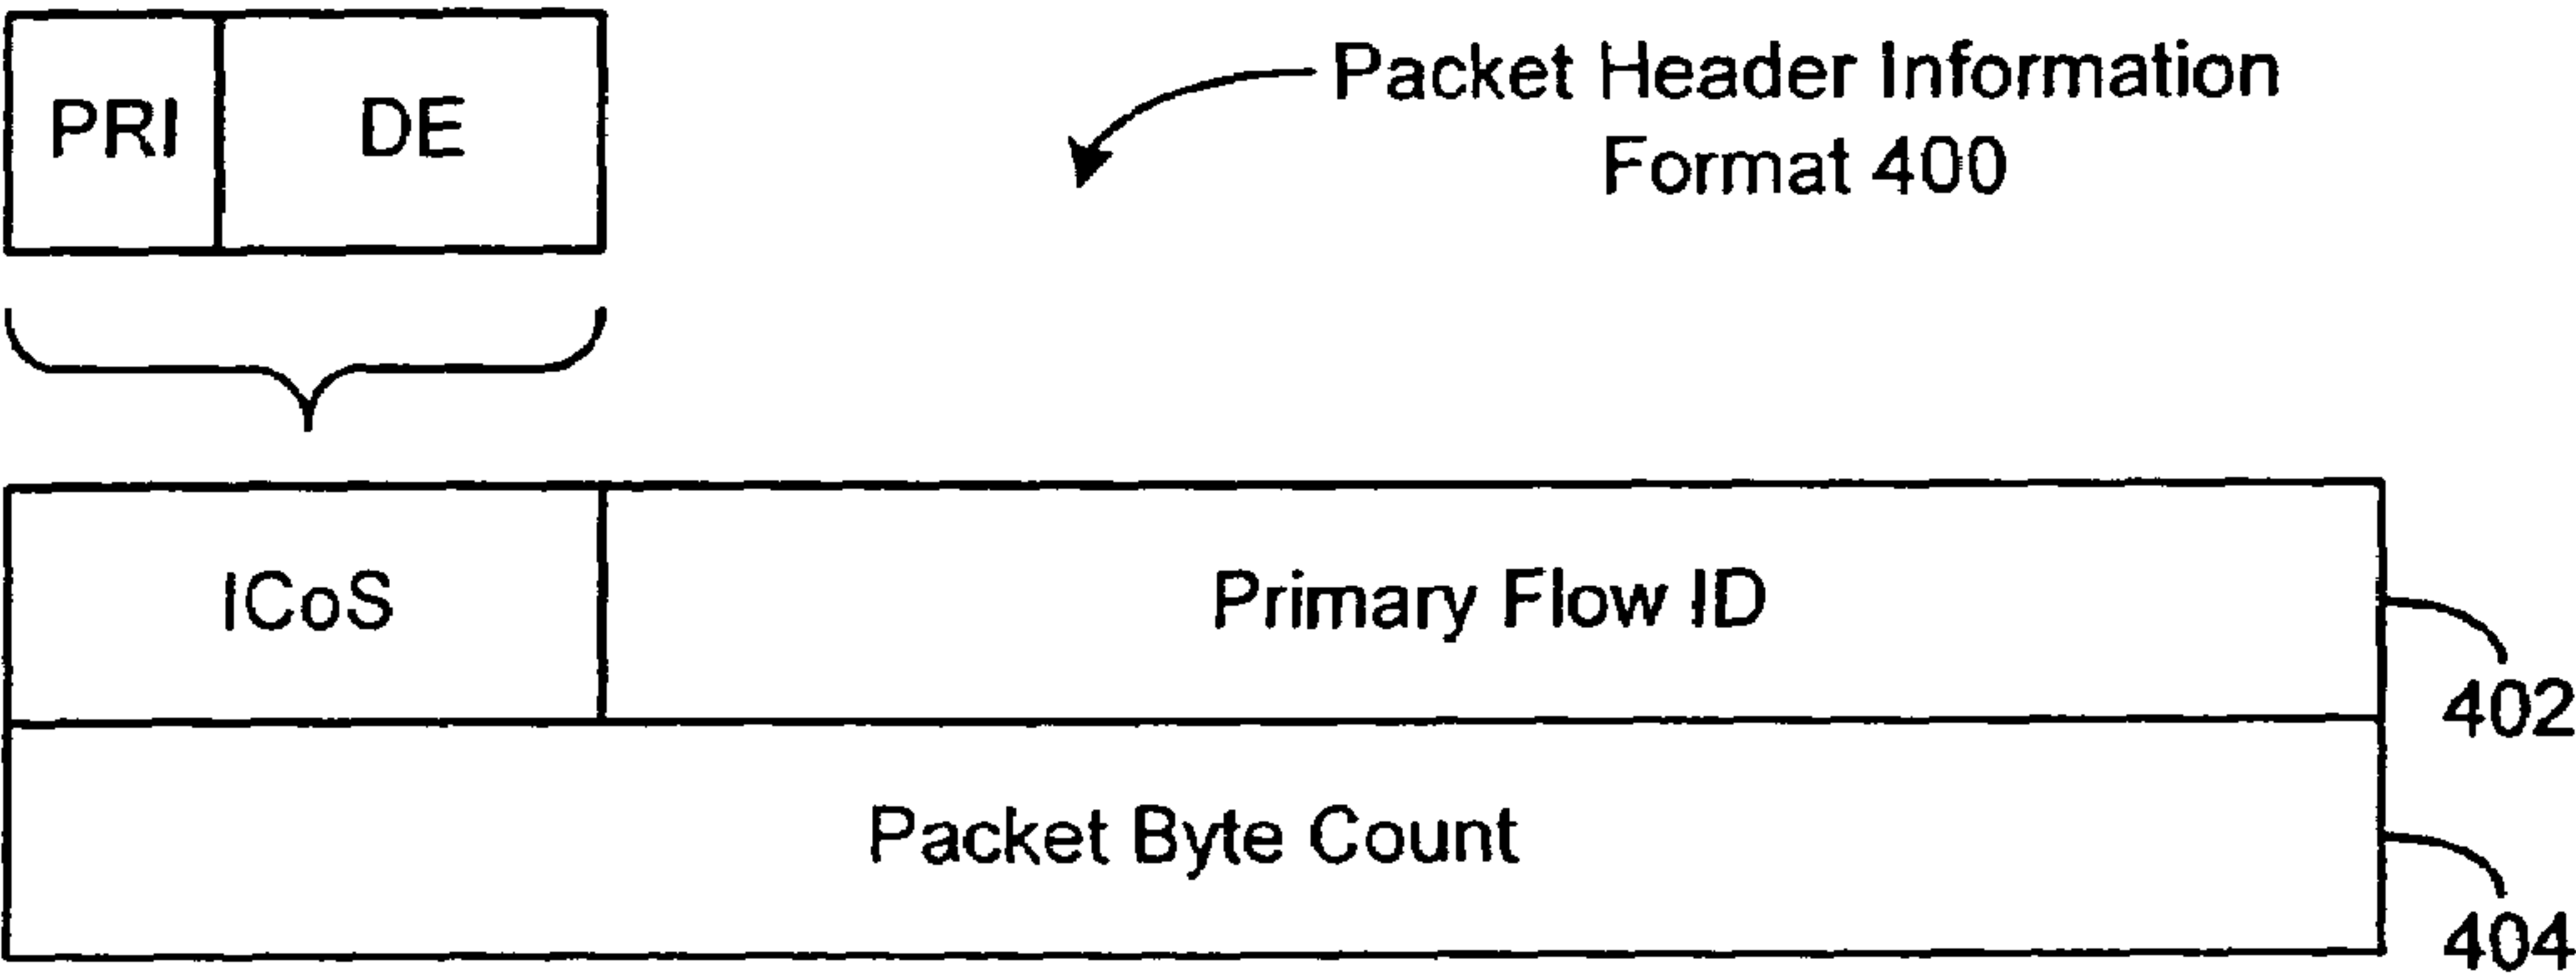 PRI DE
Packet Header Information
Format 400
ICoS Primary Flow ID
402
Packet Byte Count
404